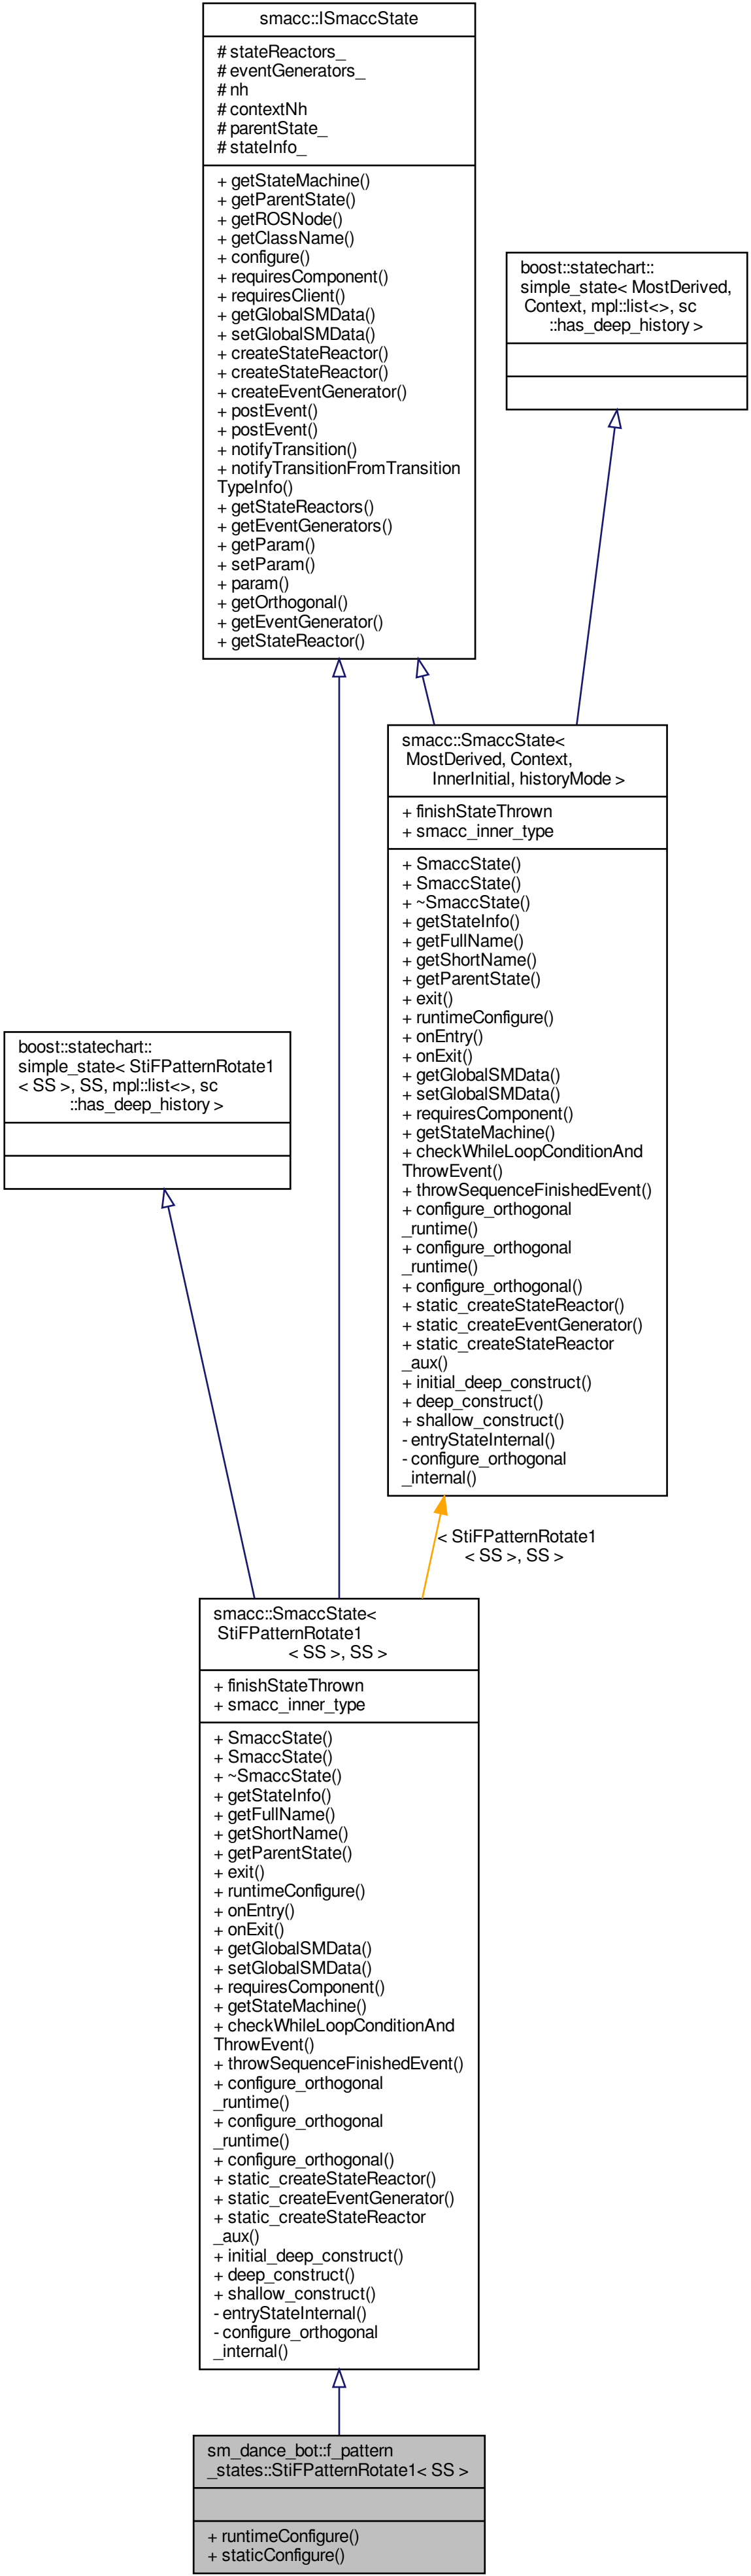 smacc::ISmaccState
# stateReactors_
# eventGenerators_
# nh
# contextNh
# parentState_
# stateInfo_
+ getStateMachine()
+ getParentState()
+ getROSNode()
+ getClassName()
+ configure()
+ requiresComponent()
+ requiresClient()
+ getGlobalSMData()
+ setGlobalSMData()
+ createStateReactor()
+ createStateReactor()
+ createEventGenerator()
+ postEvent()
+ postEvent()
+ notifyTransition()
+ notifyTransitionFromTransition
TypeInfo()
+ getStateReactors()
+ getEventGenerators()
+ getParam()
+ setParam()
+ param()
+ getOrthogonal()
+ getEventGenerator()
+ getStateReactor()
boost::statechart::
simple_state< MostDerived,
Context, mpl::list<>, sc
::has_deep_history >
smacc::SmaccState<
MostDerived, Context,
InnerInitial, historyMode >
+ finishStateThrown
+ smacc_inner_type
+ SmaccState()
+ SmaccState()
+ ~SmaccState()
+ getStateInfo()
+ getFullName()
+ getShortName()
+ getParentState()
+ exit()
+ runtimeConfigure()
+ onEntry()
+ onExit()
+ getGlobalSMData()
+ setGlobalSMData()
+ requiresComponent()
+ getStateMachine()
+ checkWhileLoopConditionAnd
ThrowEvent()
+ throwSequenceFinishedEvent()
+ configure_orthogonal
_runtime()
+ configure_orthogonal
_runtime()
+ configure_orthogonal()
+ static_createStateReactor()
+ static_createEventGenerator()
+ static_createStateReactor
_aux()
+ initial_deep_construct()
+ deep_construct()
+ shallow_construct()
- entryStateInternal()
- configure_orthogonal
_internal()
boost::statechart::
simple_state< StiFPatternRotate1
< SS >, SS, mpl::list<>, sc
::has_deep_history >
< StiFPatternRotate1
< SS >, SS >
smacc::SmaccState<
StiFPatternRotate1
< SS >, SS >
+ finishStateThrown
+ smacc_inner_type
+ SmaccState()
+ SmaccState()
+ ~SmaccState()
+ getStateInfo()
+ getFullName()
+ getShortName()
+ getParentState()
+ exit()
+ runtimeConfigure()
+ onEntry()
+ onExit()
+ getGlobalSMData()
+ setGlobalSMData()
+ requiresComponent()
+ getStateMachine()
+ checkWhileLoopConditionAnd
ThrowEvent()
+ throwSequenceFinishedEvent()
+ configure_orthogonal
_runtime()
+ configure_orthogonal
_runtime()
+ configure_orthogonal()
+ static_createStateReactor()
+ static_createEventGenerator()
+ static_createStateReactor
_aux()
+ initial_deep_construct()
+ deep_construct()
+ shallow_construct()
- entryStateInternal()
- configure_orthogonal
_internal()
sm_dance_bot::f_pattern
_states::StiFPatternRotate1< SS >
+ runtimeConfigure()
+ staticConfigure()